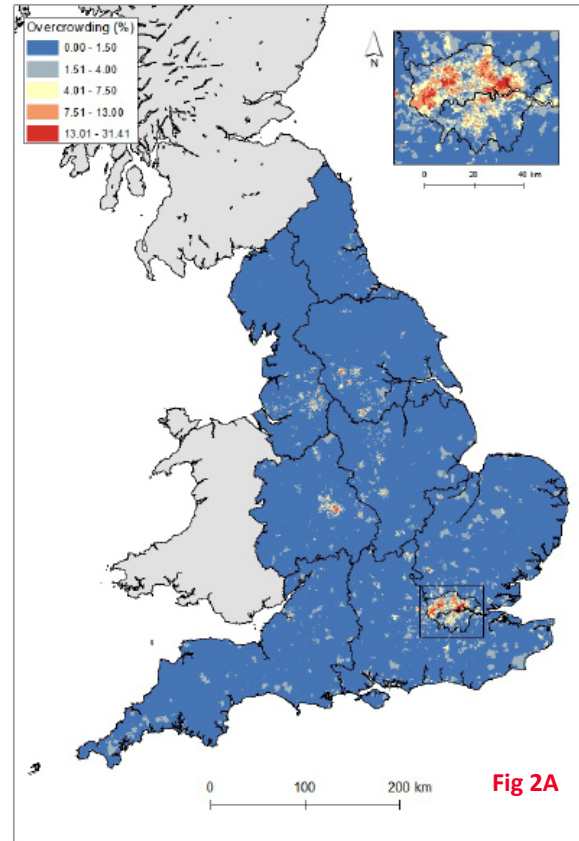 Overcrowding (%)
0.00 - 1.50
1.51 - 4.00
4.01 - 7.50
7.51 - 13.00
13.01 - 31.41
N
0 20 40 km
0 100 200 km
Fig 2A